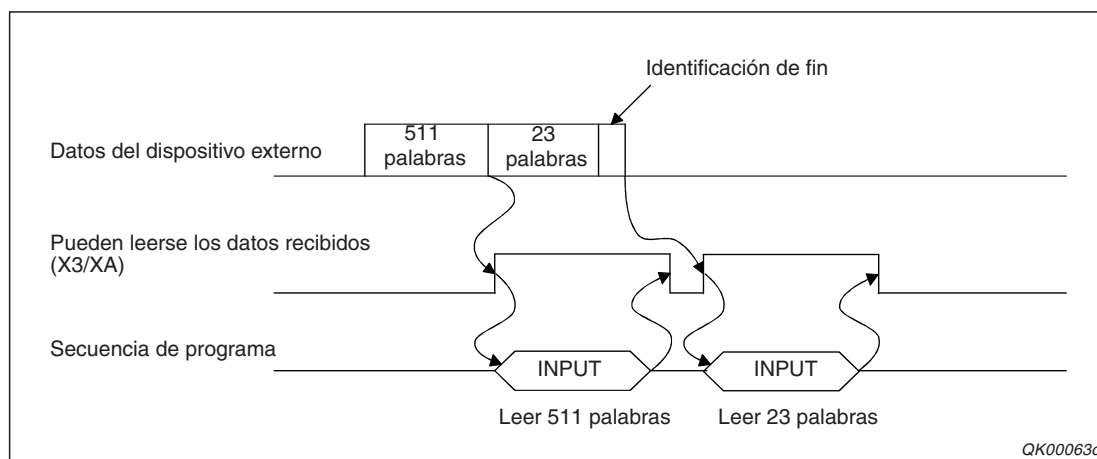 Identificación de fin
Datos del dispositivo externo
511
palabras
23
palabras
Pueden leerse los datos recibidos
(X3/XA)
Secuencia de programa
INPUT
INPUT
Leer 511 palabras
Leer 23 palabras